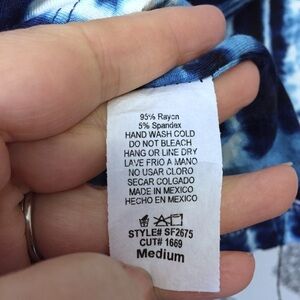 95% Rayon
5% Spandex
HAND WASH COLD
DO NOT BLEACH
HANG OR LINE DRY
LAVE FRIO A MANO
NO USAR CLORO
SECAR COLGADO
MADE IN MEXICO
HECHO EN MEXICO
STYLE# SF2675
CUT# 1669
Medium